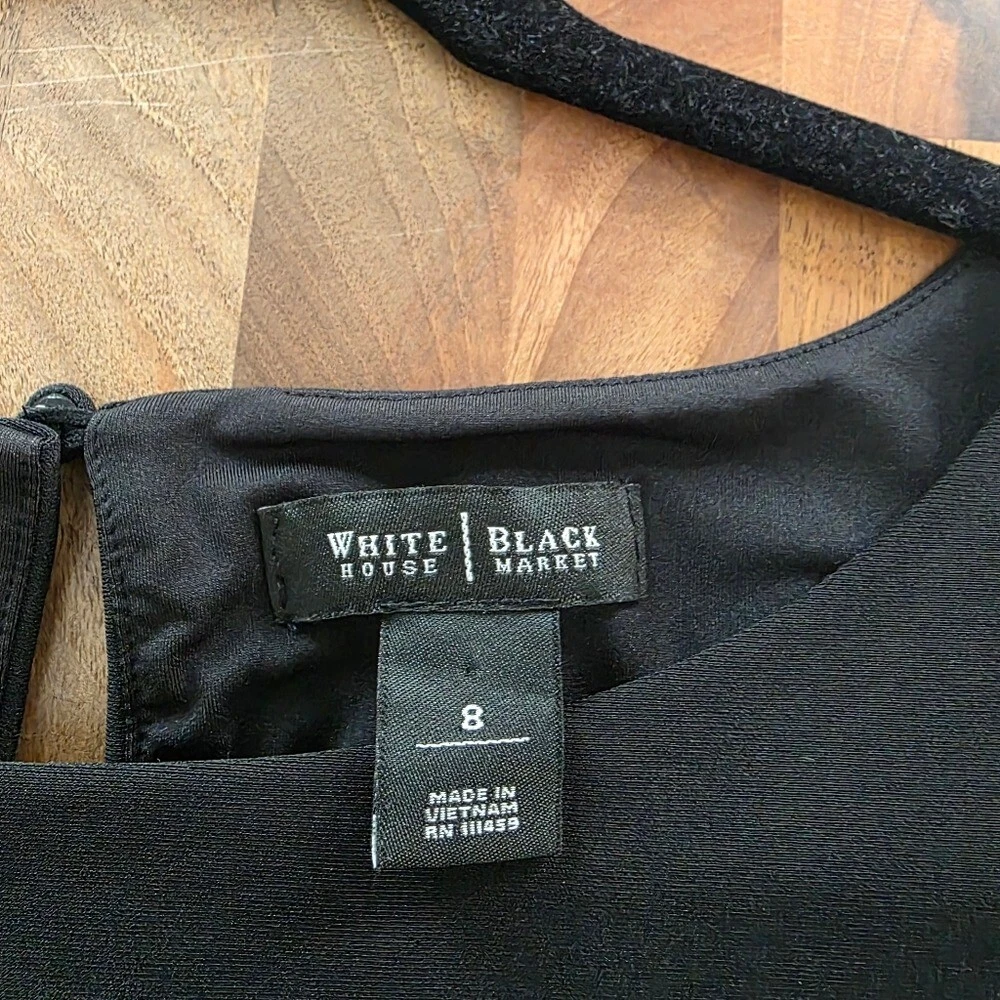 WHITE BLACK
HOUSE MARKET
8
MADE IN
VIETNAM
RN 111459